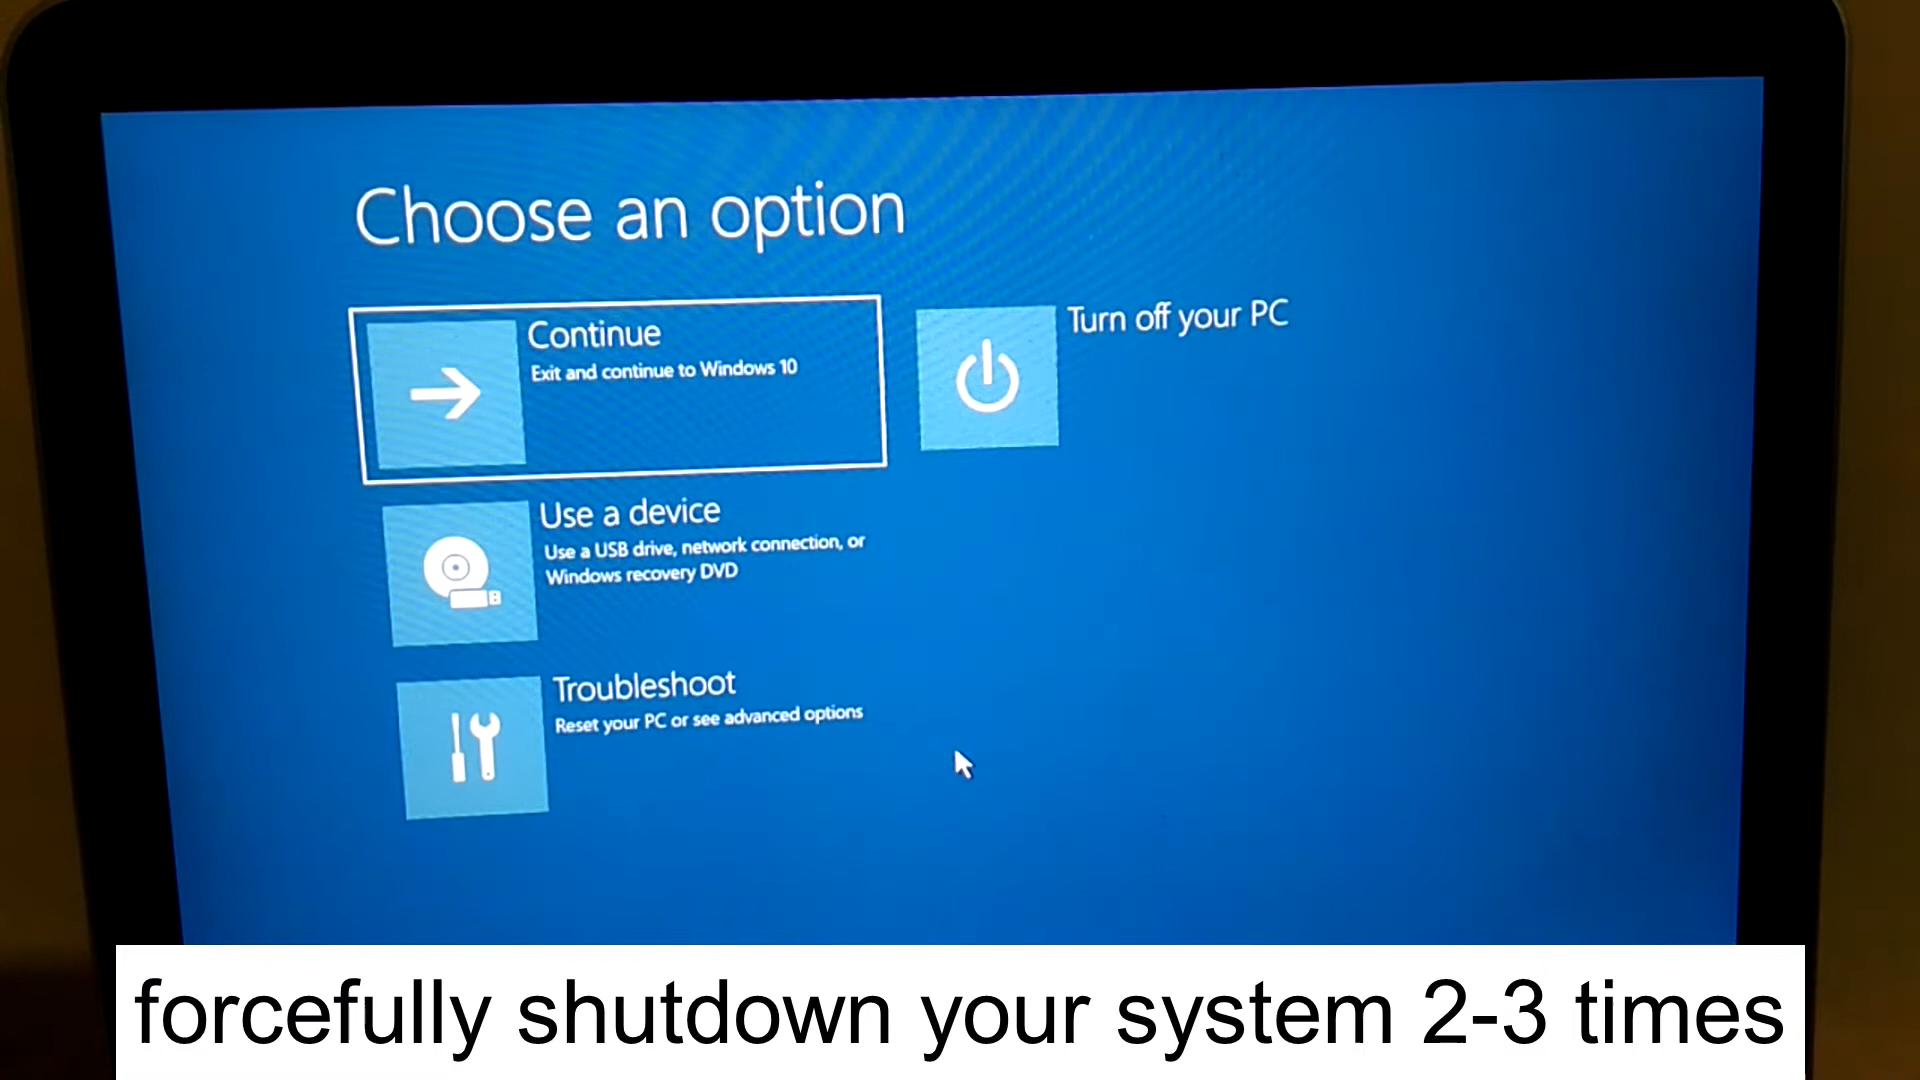 Choose an option
Continue
Exit and continue to Windows 10
Turn off your PC
Use a device
Use a USB drive, network connection, or
Windows recovery DVD
Troubleshoot
Reset your PC or see advanced options
forcefully shutdown your system 2-3 times